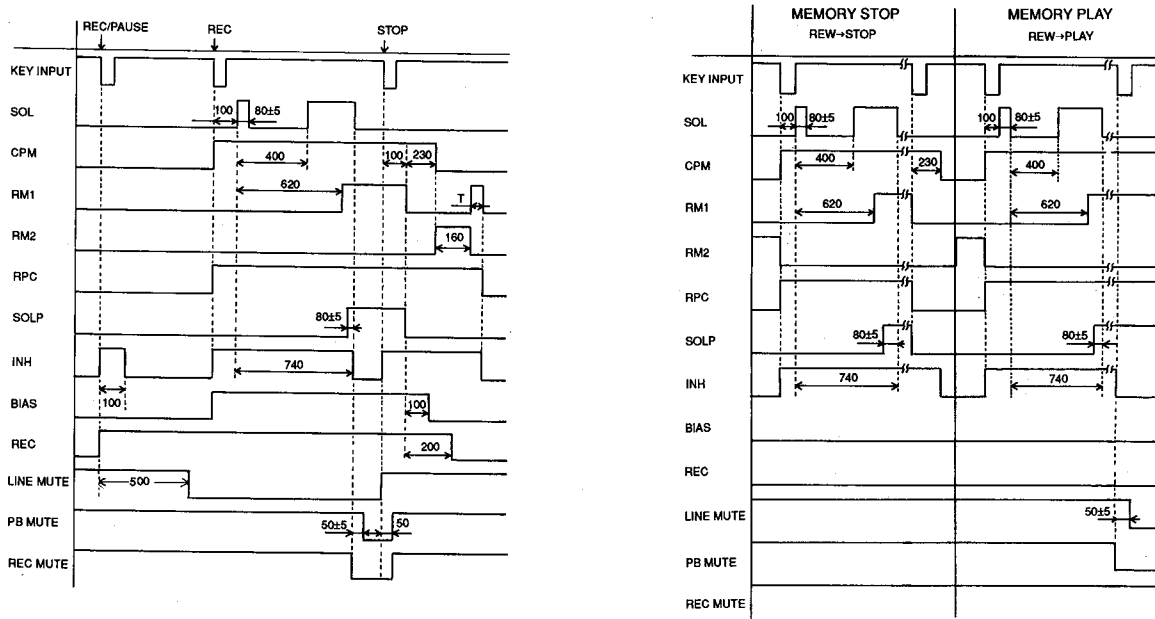 REC/PAUSE REC STOP
KEY INPUT
SOL
100 80±5
CPM
400 100 230
RM1
620 T
RM2
160
RPC
SOLP
80±5
INH
740
100
BIAS
100
REC
200
LINE MUTE
500
PB MUTE
50±5 50
REC MUTE
MEMORY STOP MEMORY PLAY
REW→STOP REW→PLAY
KEY INPUT
SOL
100 80±5 100 80±5
CPM
400 230 400
RM1
620 620
RM2
RPC
SOLP
80±5 80±5
INH
740 740
BIAS
REC
LINE MUTE
50±5
PB MUTE
REC MUTE